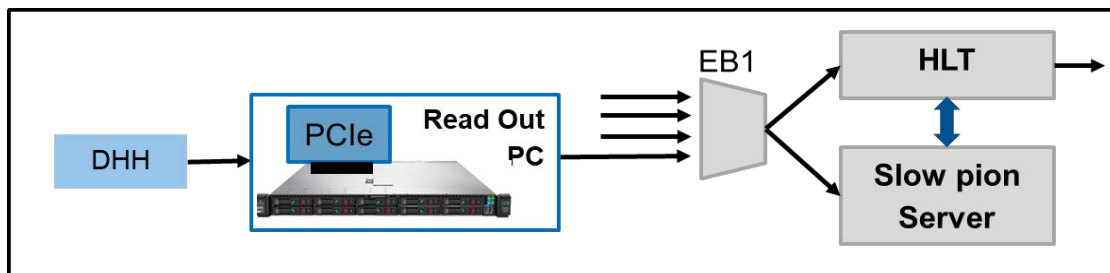 DHH
PCIe
Read Out
PC
EB1
HLT
Slow pion
Server